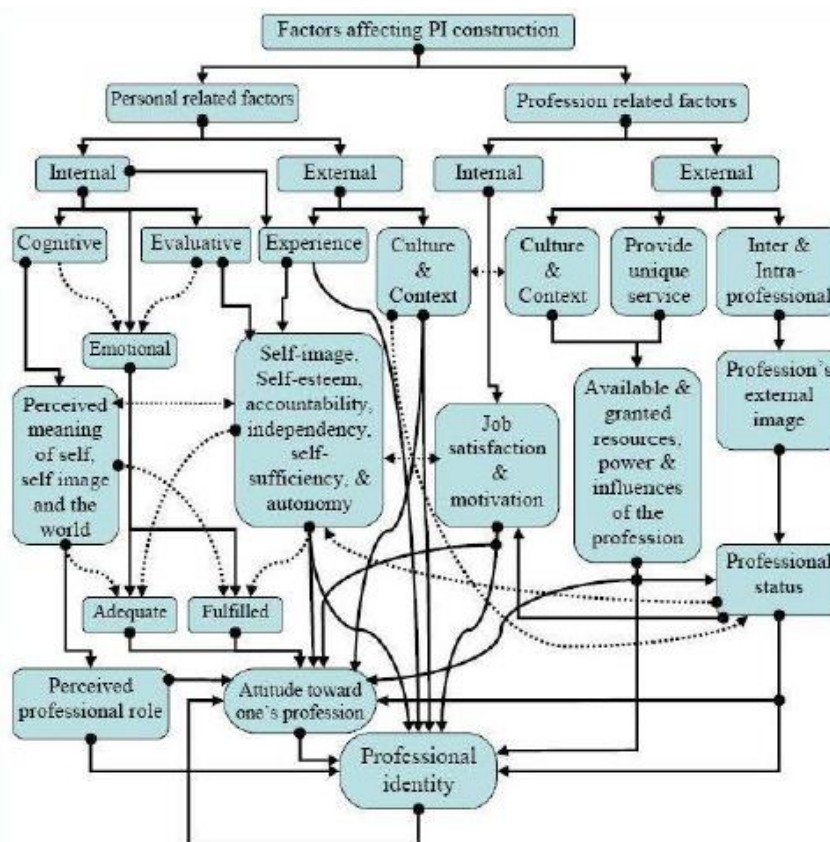 Factors affecting PI construction
Personal related factors
Profession related factors
Internal
External
Internal
External
Cognitive
Evaluative
Experience
Culture
&
Context
Culture
&
Context
Provide
unique
service
Inter &
Intra-
professional
Emotional
Self-image,
Self-esteem,
accountability,
independency,
self-
sufficiency, &
autonomy
Perceived
meaning
of self,
self image
and the
world
Job
satisfaction
&
motivation
Available &
granted
resources,
power &
influences
of the
profession
Profession's
external
image
Professional
status
Adequate
Fulfilled
Perceived
professional role
Attitude toward
one's profession
Professional
identity